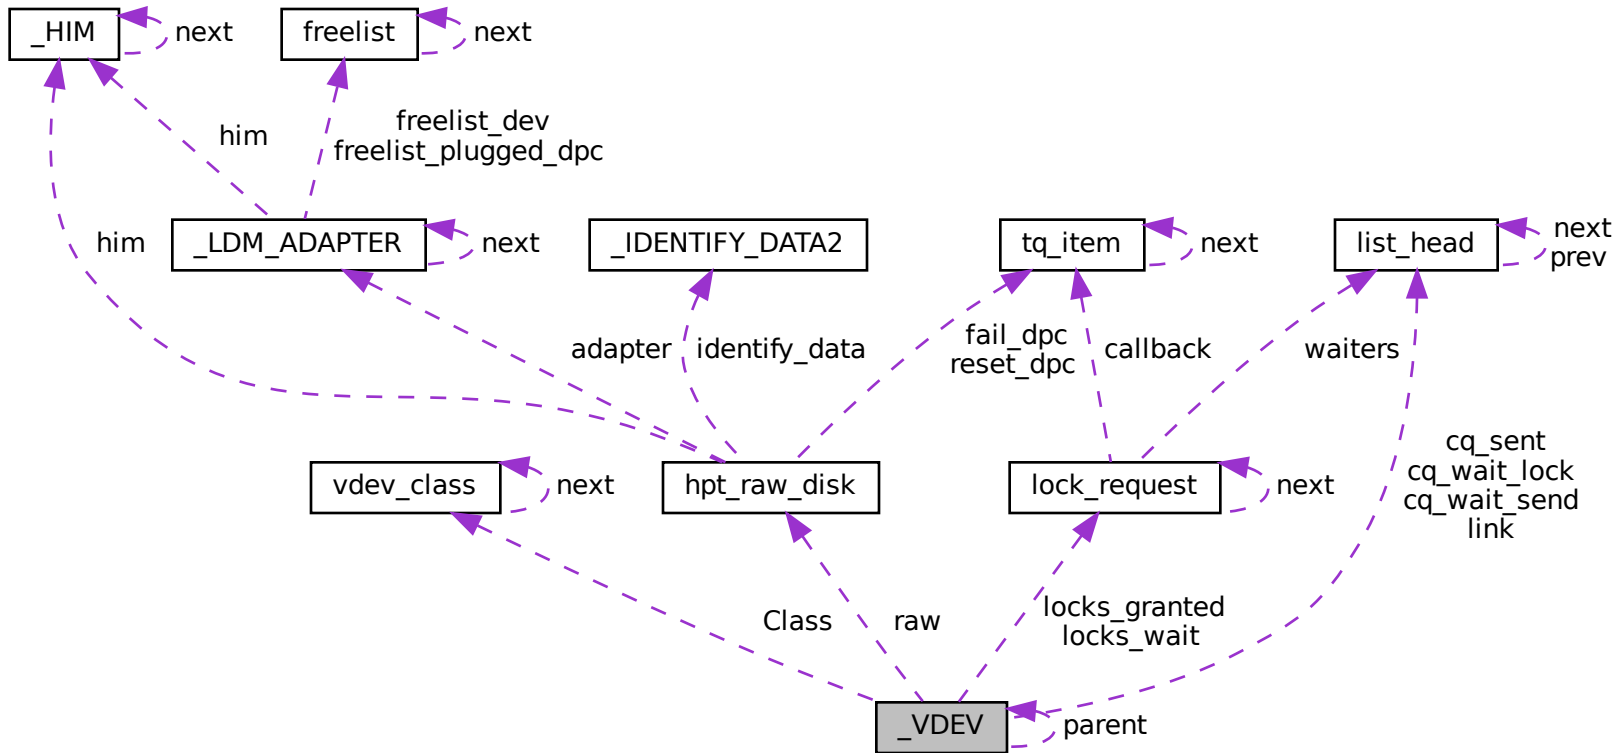 _HIM
next
freelist
next
him
freelist_dev
freelist_plugged_dpc
him
_LDM_ADAPTER
next
_IDENTIFY_DATA2
tq_item
next
list_head
next
prev
adapter
identify_data
fail_dpc
reset_dpc
callback
waiters
vdev_class
next
hpt_raw_disk
lock_request
next
cq_sent
cq_wait_lock
cq_wait_send
link
Class
raw
locks_granted
locks_wait
_VDEV
parent